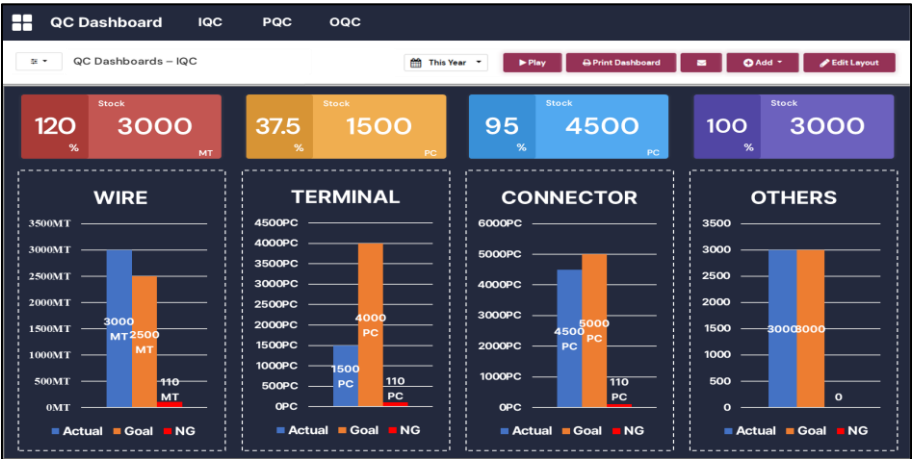 QC Dashboard IQC PQC OQC
QC Dashboards – IQC This Year Play Print Dashboard Add Edit Layout
Stock
120 % 3000 MT
Stock
37.5 % 1500 PC
Stock
95 % 4500 PC
Stock
100 % 3000
WIRE
3500MT
3000MT
2500MT
2000MT
1500MT
1000MT
500MT
0MT
3000
MT
2500
MT
110
MT
Actual Goal NG
TERMINAL
4500PC
4000PC
3500PC
3000PC
2500PC
2000PC
1500PC
1000PC
500PC
0PC
1500
PC
4000
PC
110
PC
Actual Goal NG
CONNECTOR
6000PC
5000PC
4000PC
3000PC
2000PC
1000PC
0PC
4500
PC
5000
PC
110
PC
Actual Goal NG
OTHERS
3500
3000
2500
2000
1500
1000
500
0
3000
3000
0
Actual Goal NG